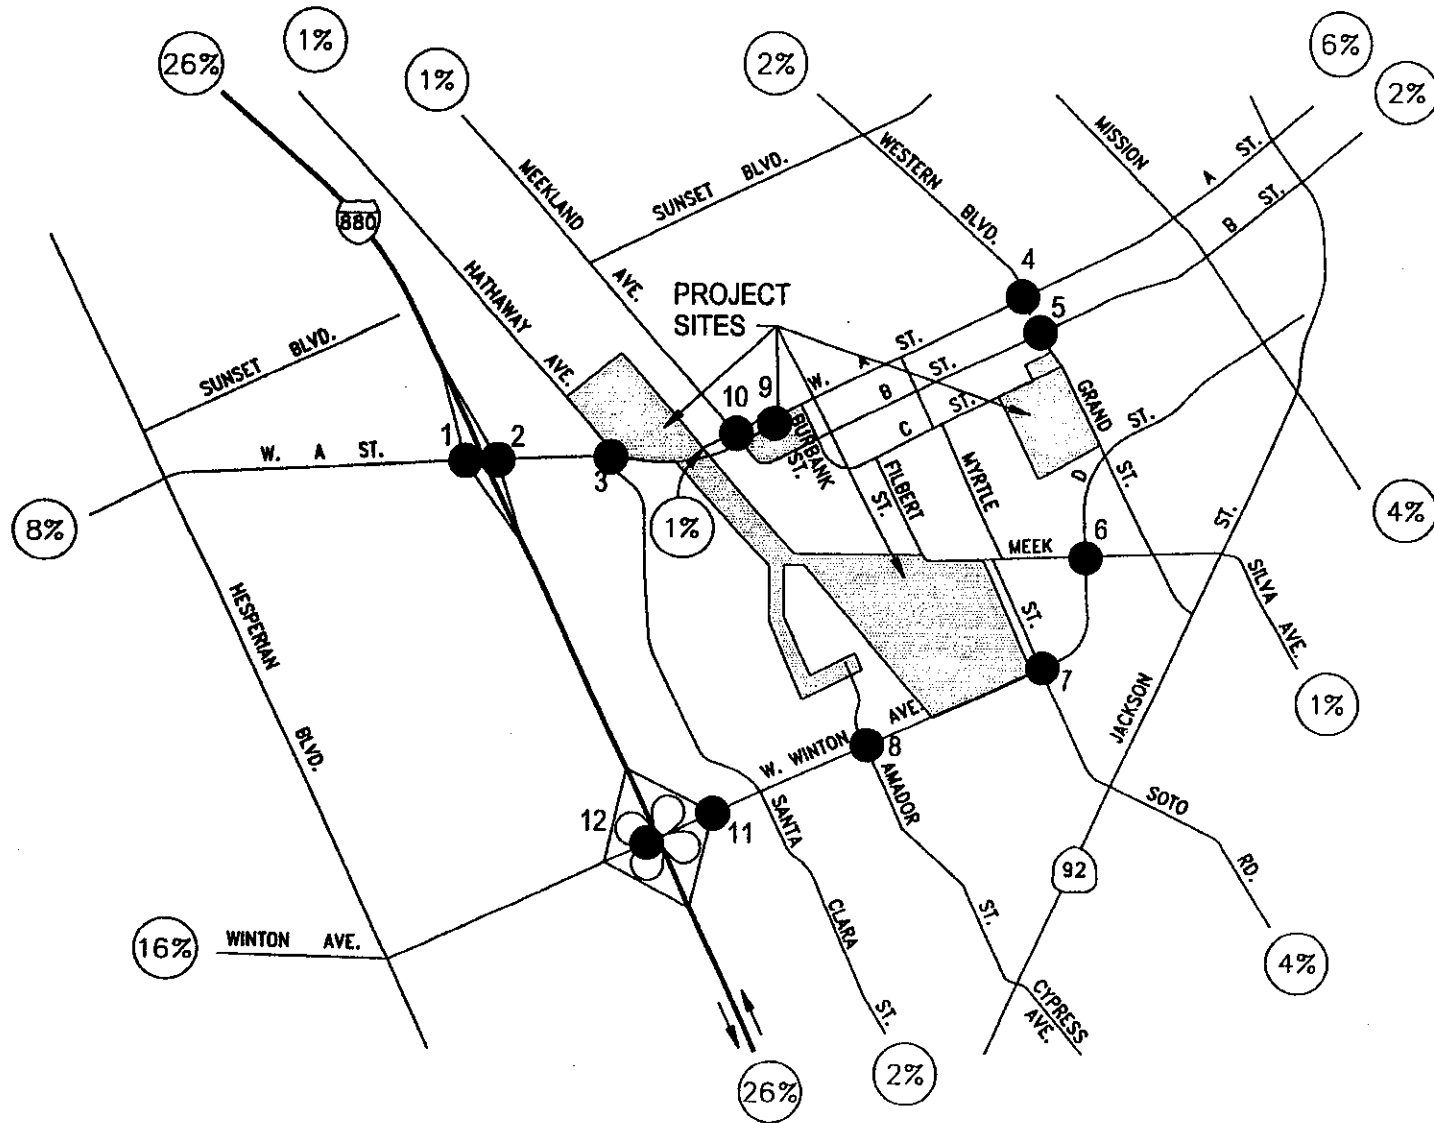 26%
1%
1%
2%
6%
2%
880
MEEKLAND
AVE.
SUNSET BLVD.
WESTERN
BLVD.
MISSION
A ST.
B ST.
HATHAWAY
AVE.
PROJECT
SITES
4
5
SUNSET BLVD.
W. A ST.
B ST.
C ST.
GRAND
ST.
D ST.
10
9
BURBANK
ST.
1
2
3
W. A ST.
8%
1%
FILBERT
ST.
MYRTLE
ST.
MEEK
6
4%
SILVA AVE.
1%
HESPERIAN
BLVD.
JACKSON
ST.
7
W. WINTON AVE.
8
AMADOR
ST.
SOTO
RD.
12
11
SANTA
CLARA
ST.
92
16%
WINTON AVE.
4%
CYPRESS
AVE.
26%
2%